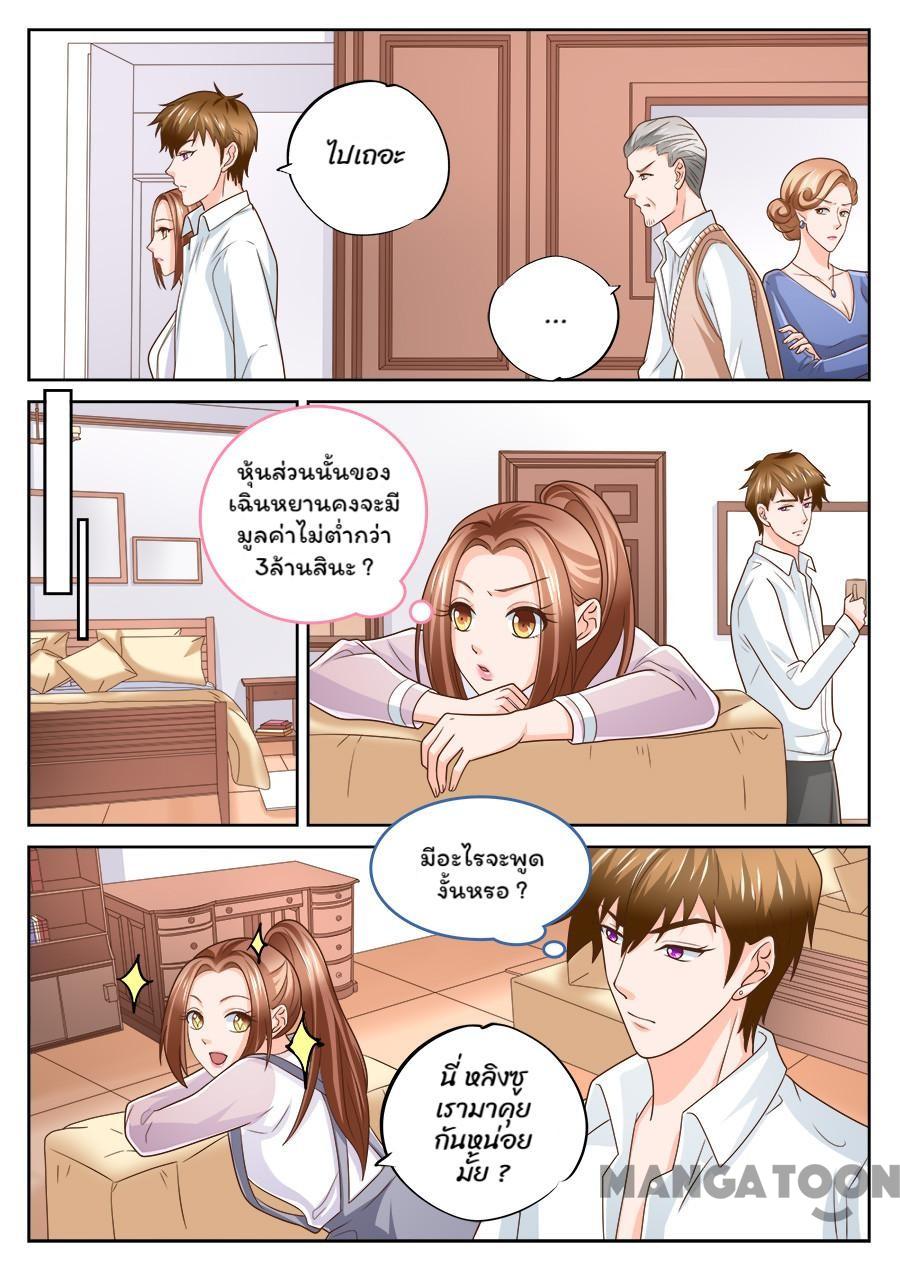 ไปเถอะ
...
หุ้นส่วนนั้นของ
เฉินหยานคงจะมี
มูลค่าไม่ต่ำกว่า
3ล้านสินะ ?
มีอะไรจะพูด
งั้นหรอ ?
นี่ หลิงซู
เรามาคุย
กันหน่อย
มั้ย ?
MANGATOON